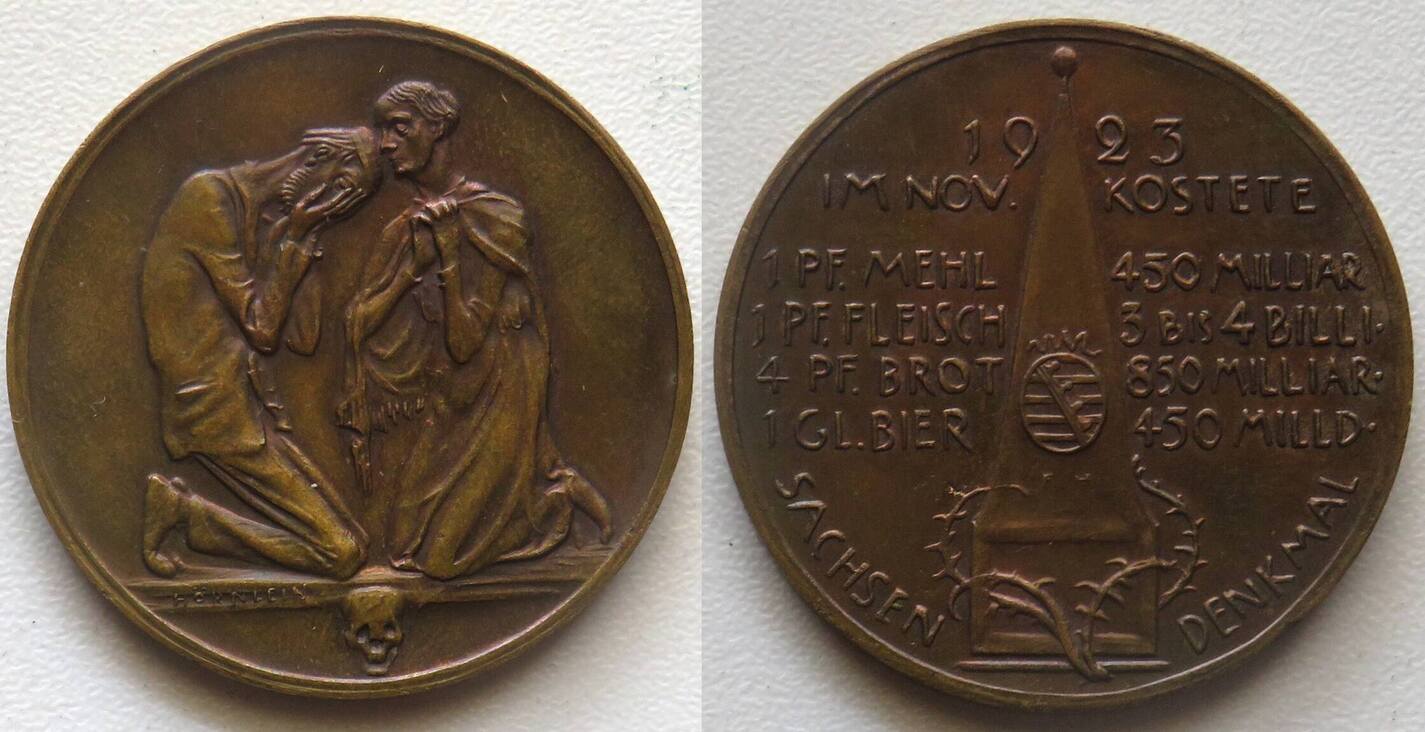 HÖRNLEIN
1923
IM NOV. KOSTETE
1 PF. MEHL 450 MILLIAR
1 PF. FLEISCH 3 BIS 4 BILLI.
4 PF. BROT 850 MILLIAR.
1 GL. BIER 450 MILLD.
SACHSEN DENKMAL